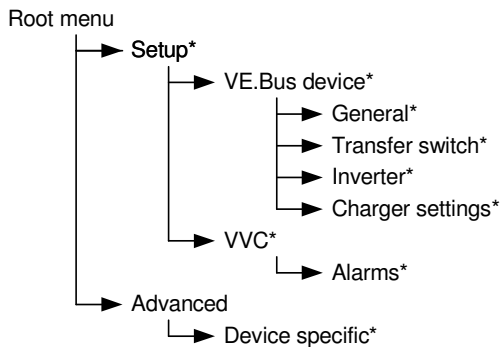 Root menu
Setup*
VE.Bus device*
General*
Transfer switch*
Inverter*
Charger settings*
VVC*
Alarms*
Advanced
Device specific*